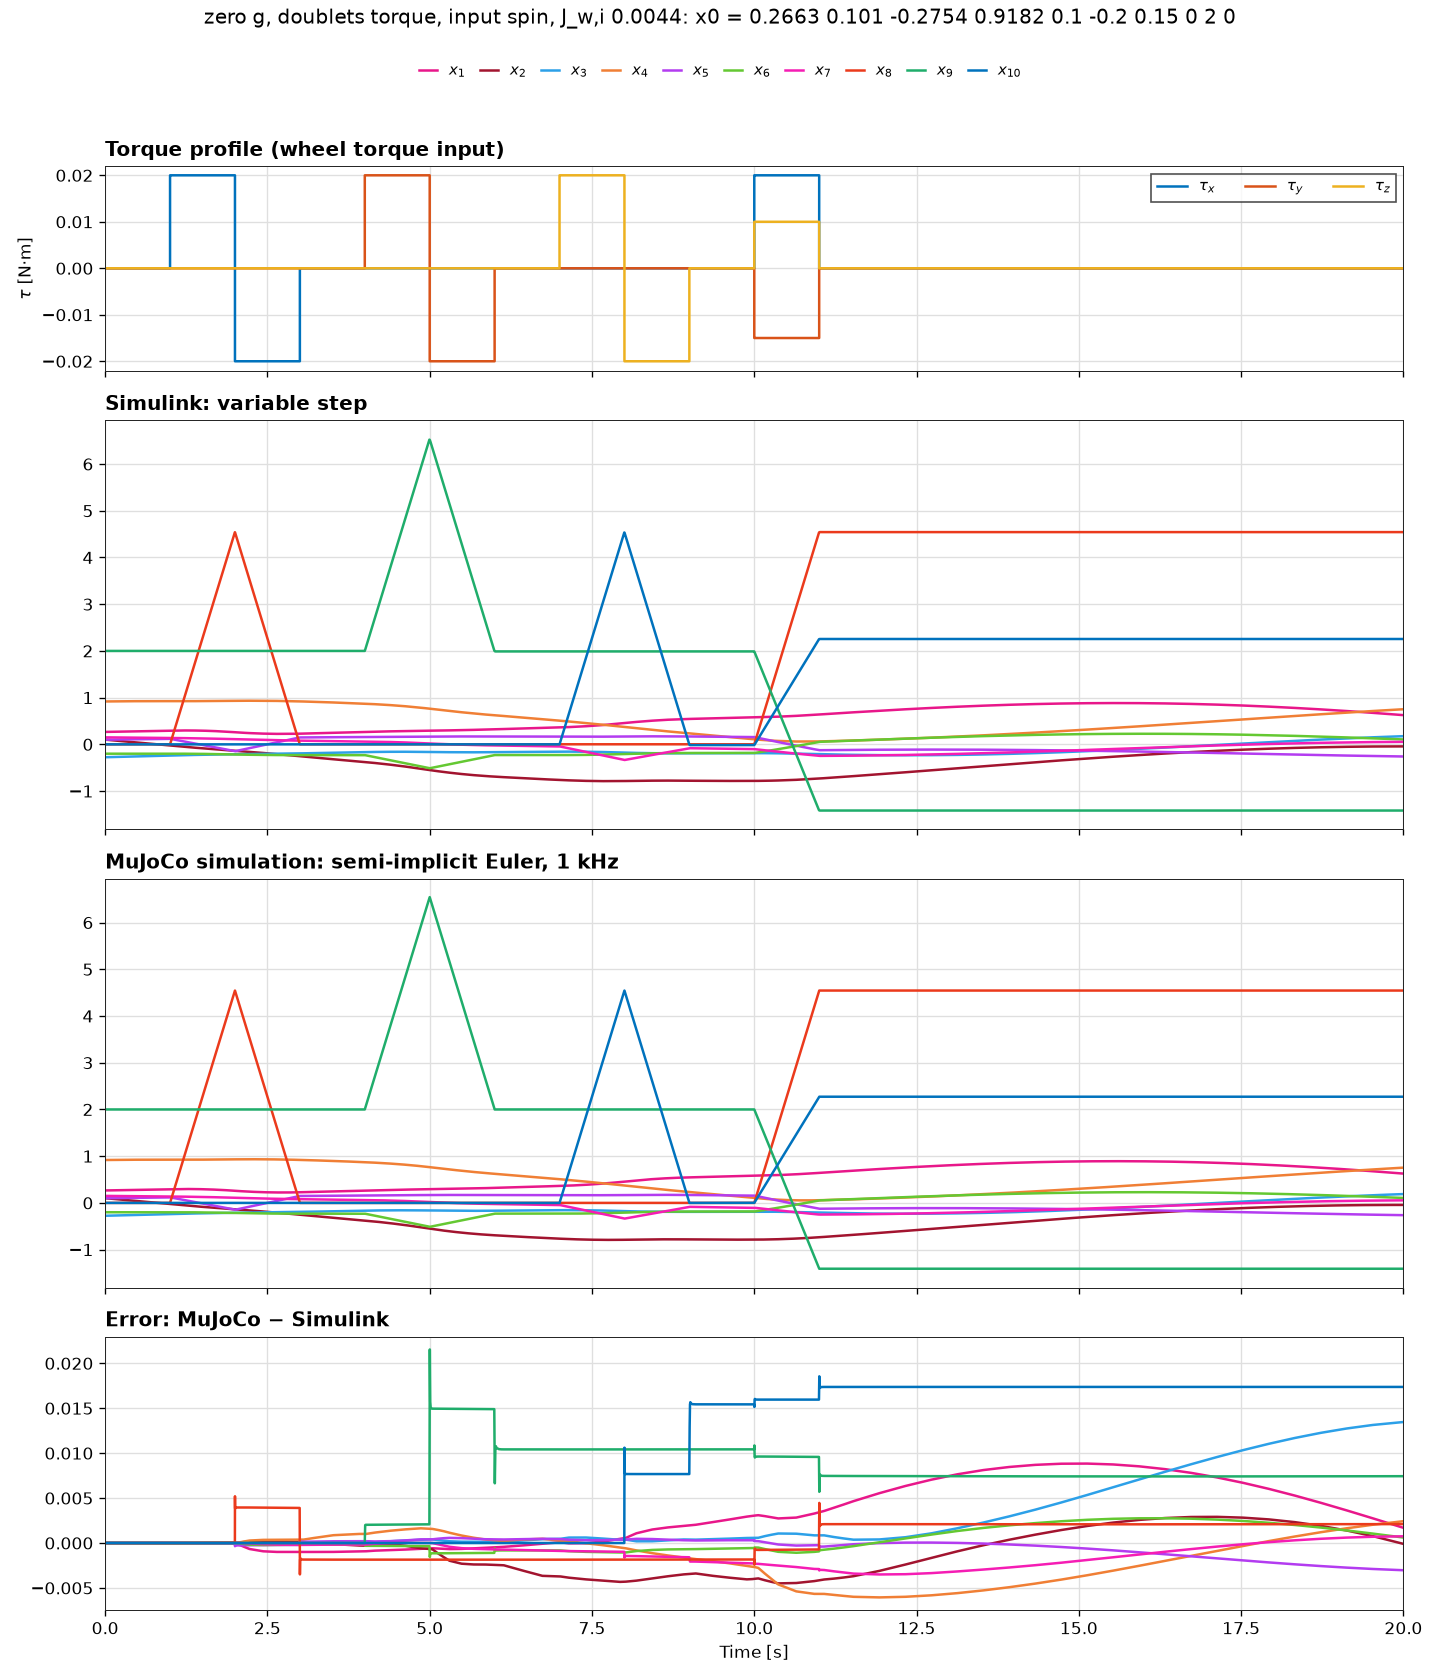 zero g, doublets torque, input spin, J_w,i 0.0044: x0 = 0.2663 0.101 -0.2754 0.9182 0.1 -0.2 0.15 0 2 0
x₁ x₂ x₃ x₄ x₅ x₆ x₇ x₈ x₉ x₁₀
Torque profile (wheel torque input)
τₓ τᵧ τ_z
0.02
0.01
0.00
−0.01
−0.02
τ [N·m]
Simulink: variable step
6
5
4
3
2
1
0
−1
MuJoCo simulation: semi-implicit Euler, 1 kHz
6
5
4
3
2
1
0
−1
Error: MuJoCo − Simulink
0.020
0.015
0.010
0.005
0.000
−0.005
0.0 2.5 5.0 7.5 10.0 12.5 15.0 17.5 20.0
Time [s]